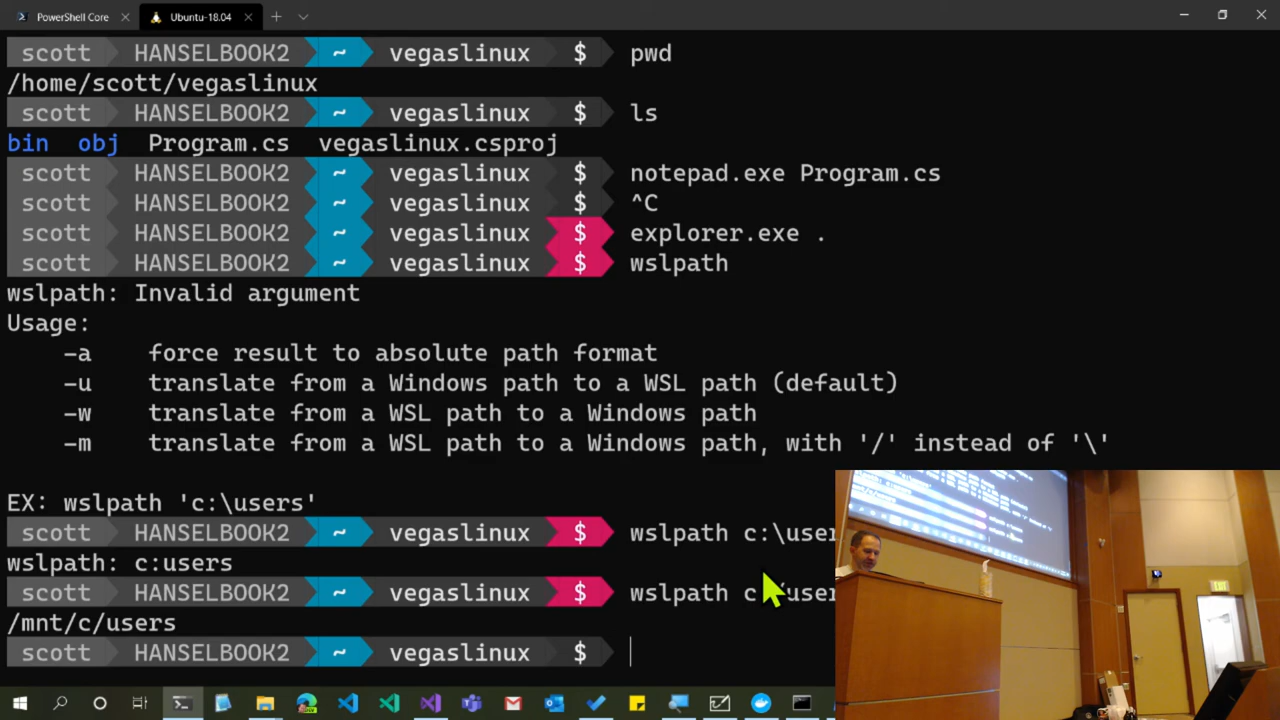 PowerShell Core
Ubuntu-18.04
scott HANSELBOOK2 ~ vegaslinux $ pwd
/home/scott/vegaslinux
scott HANSELBOOK2 ~ vegaslinux $ ls
bin obj Program.cs vegaslinux.csproj
scott HANSELBOOK2 ~ vegaslinux $ notepad.exe Program.cs
scott HANSELBOOK2 ~ vegaslinux $ ^C
scott HANSELBOOK2 ~ vegaslinux $ explorer.exe .
scott HANSELBOOK2 ~ vegaslinux $ wslpath
wslpath: Invalid argument
Usage:
-a force result to absolute path format
-u translate from a Windows path to a WSL path (default)
-w translate from a WSL path to a Windows path
-m translate from a WSL path to a Windows path, with '/' instead of '\'
EX: wslpath 'c:\users'
scott HANSELBOOK2 ~ vegaslinux $ wslpath c:\user
wslpath: c:users
scott HANSELBOOK2 ~ vegaslinux $ wslpath c
/mnt/c/users
scott HANSELBOOK2 ~ vegaslinux $
EXIT